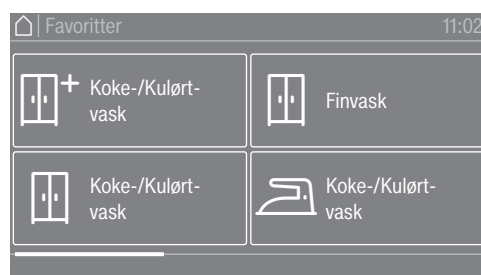 Favoritter 11:02
Koke-/Kulørt-
vask
Finvask
Koke-/Kulørt-
vask
Koke-/Kulørt-
vask